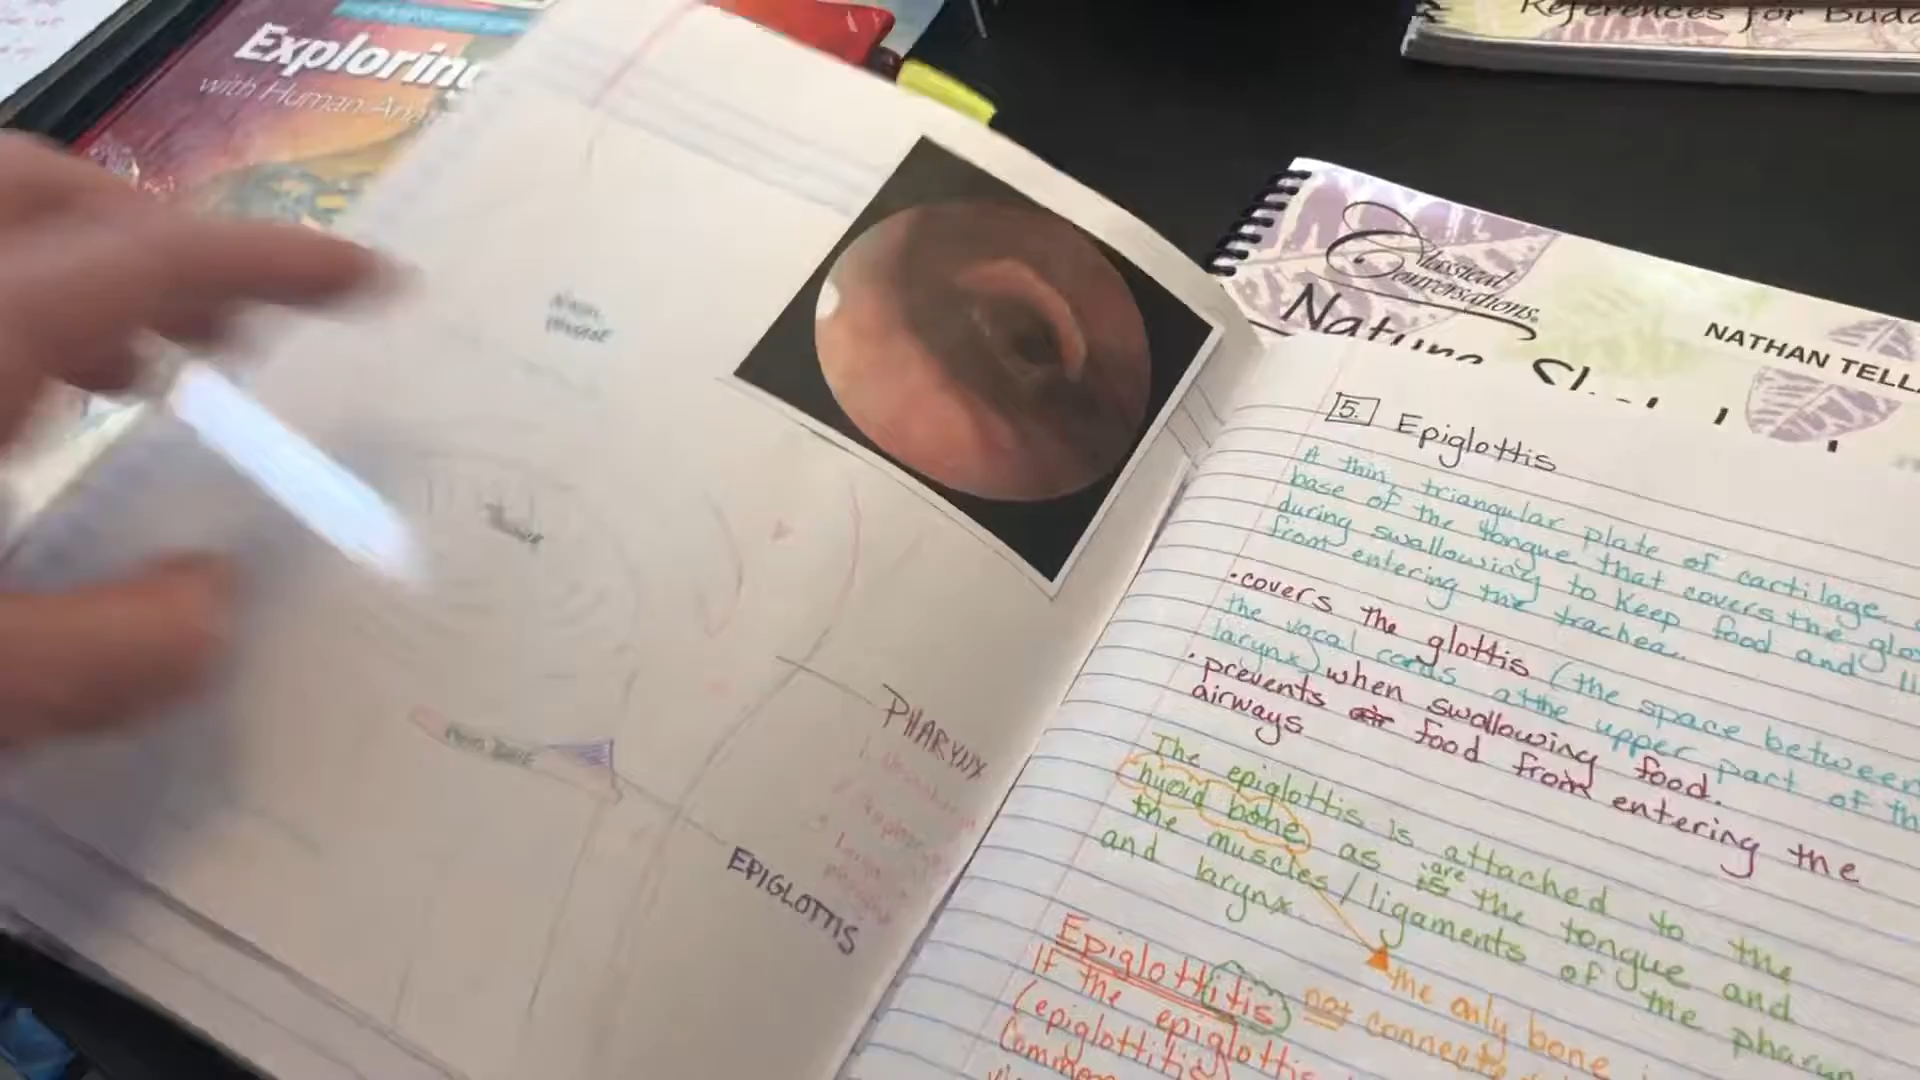 Exploring
with Human Ana
References for Budd
Classical
Conversations®
NATHAN TELL
5. Epiglottis
A thin, triangular plate of cartilage
base of the tongue that covers the glo
during swallowing to keep food and li
from entering the trachea.
•covers the glottis (the space between
the vocal cords at the upper part of th
larynx) when swallowing food.
•prevents food from entering the
airways
The epiglottis is attached to the
hyoid bone as are the tongue and
the muscles/ligaments of the pharyn
and larynx.
the only bone
not connect
Epiglottitis
If the epiglottis
(epiglottitis
Common
PHARYNX
EPIGLOTTIS